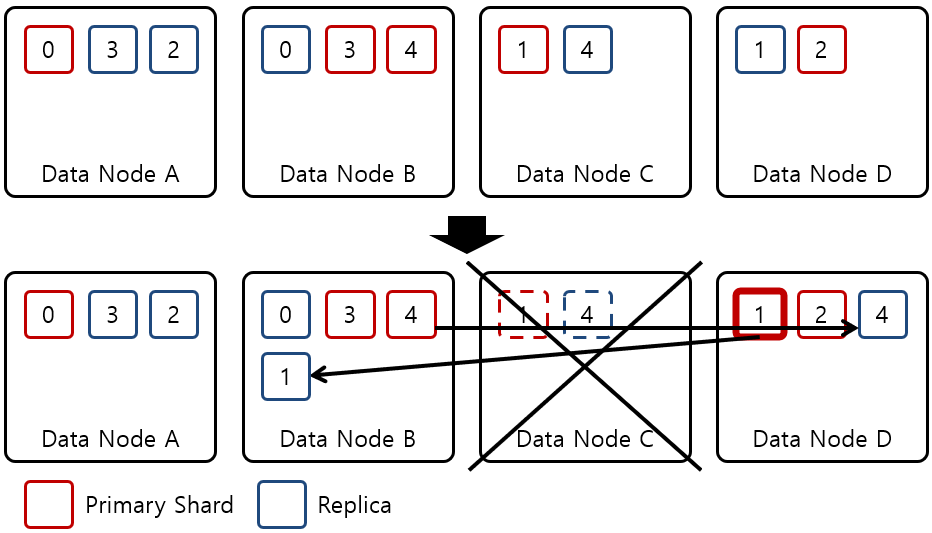 0 3 2
Data Node A
0 3 4
Data Node B
1 4
Data Node C
1 2
Data Node D
0 3 2
Data Node A
0 3 4
1
Data Node B
1 4
Data Node C
1 2 4
Data Node D
Primary Shard
Replica